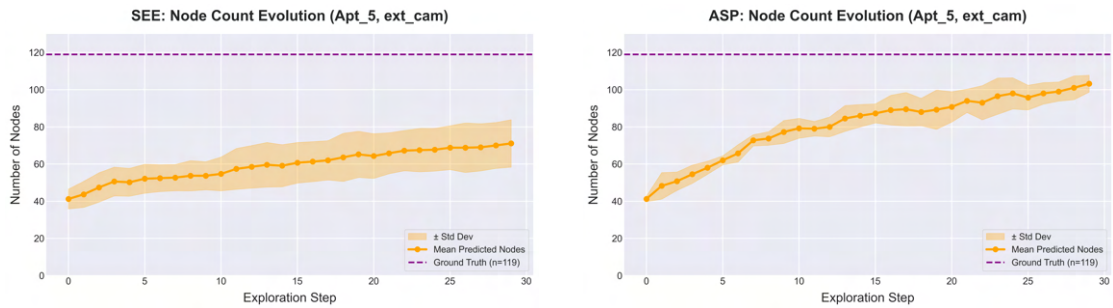 SEE: Node Count Evolution (Apt_5, ext_cam)
Number of Nodes
120
100
80
60
40
20
0
± Std Dev
Mean Predicted Nodes
Ground Truth (n=119)
0 5 10 15 20 25 30
Exploration Step
ASP: Node Count Evolution (Apt_5, ext_cam)
Number of Nodes
120
100
80
60
40
20
0
± Std Dev
Mean Predicted Nodes
Ground Truth (n=119)
0 5 10 15 20 25 30
Exploration Step